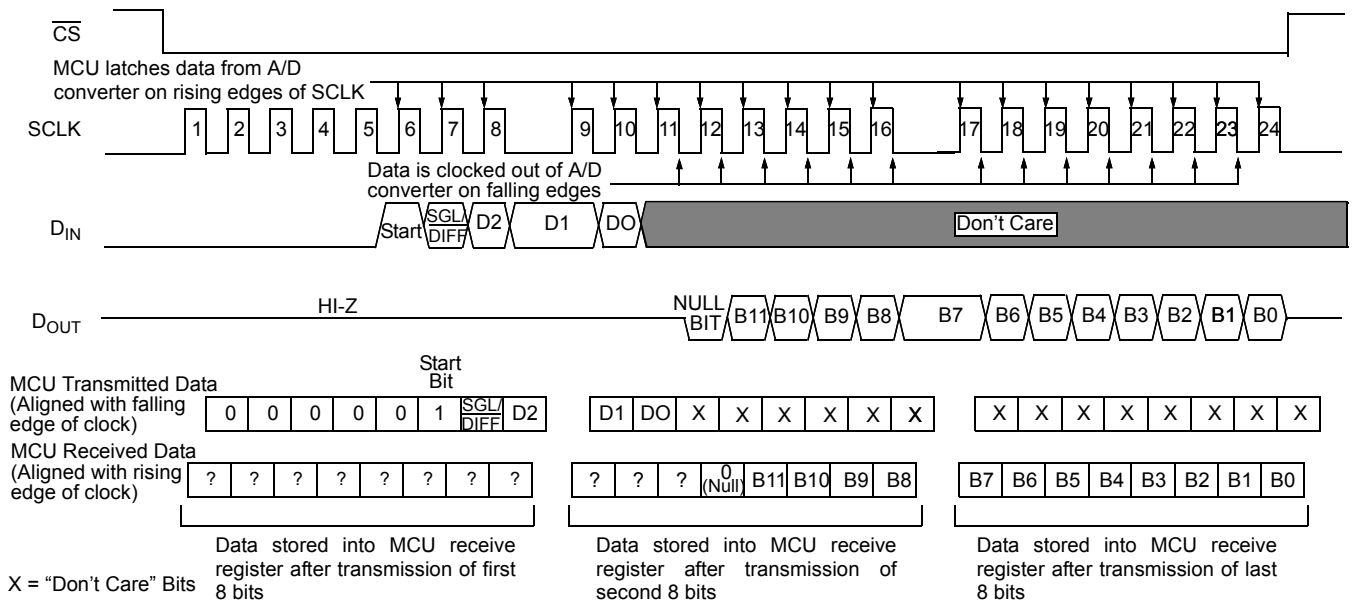 CS
MCU latches data from A/D
converter on rising edges of SCLK
SCLK
1 2 3 4 5 6 7 8 9 10 11 12 13 14 15 16 17 18 19 20 21 22 23 24
Data is clocked out of A/D
converter on falling edges
DIN
Start SGL/DIFF D2 D1 DO Don't Care
HI-Z
DOUT
NULL BIT B11 B10 B9 B8 B7 B6 B5 B4 B3 B2 B1 B0
Start
Bit
MCU Transmitted Data
(Aligned with falling
edge of clock)
0 0 0 0 0 1 SGL/DIFF D2 D1 DO X X X X X X X X X X X X X X
MCU Received Data
(Aligned with rising
edge of clock)
? ? ? ? ? ? ? ? ? ? ? 0 (Null) B11 B10 B9 B8 B7 B6 B5 B4 B3 B2 B1 B0
Data stored into MCU receive
register after transmission of first
8 bits
Data stored into MCU receive
register after transmission of
second 8 bits
Data stored into MCU receive
register after transmission of last
8 bits
X = “Don't Care” Bits